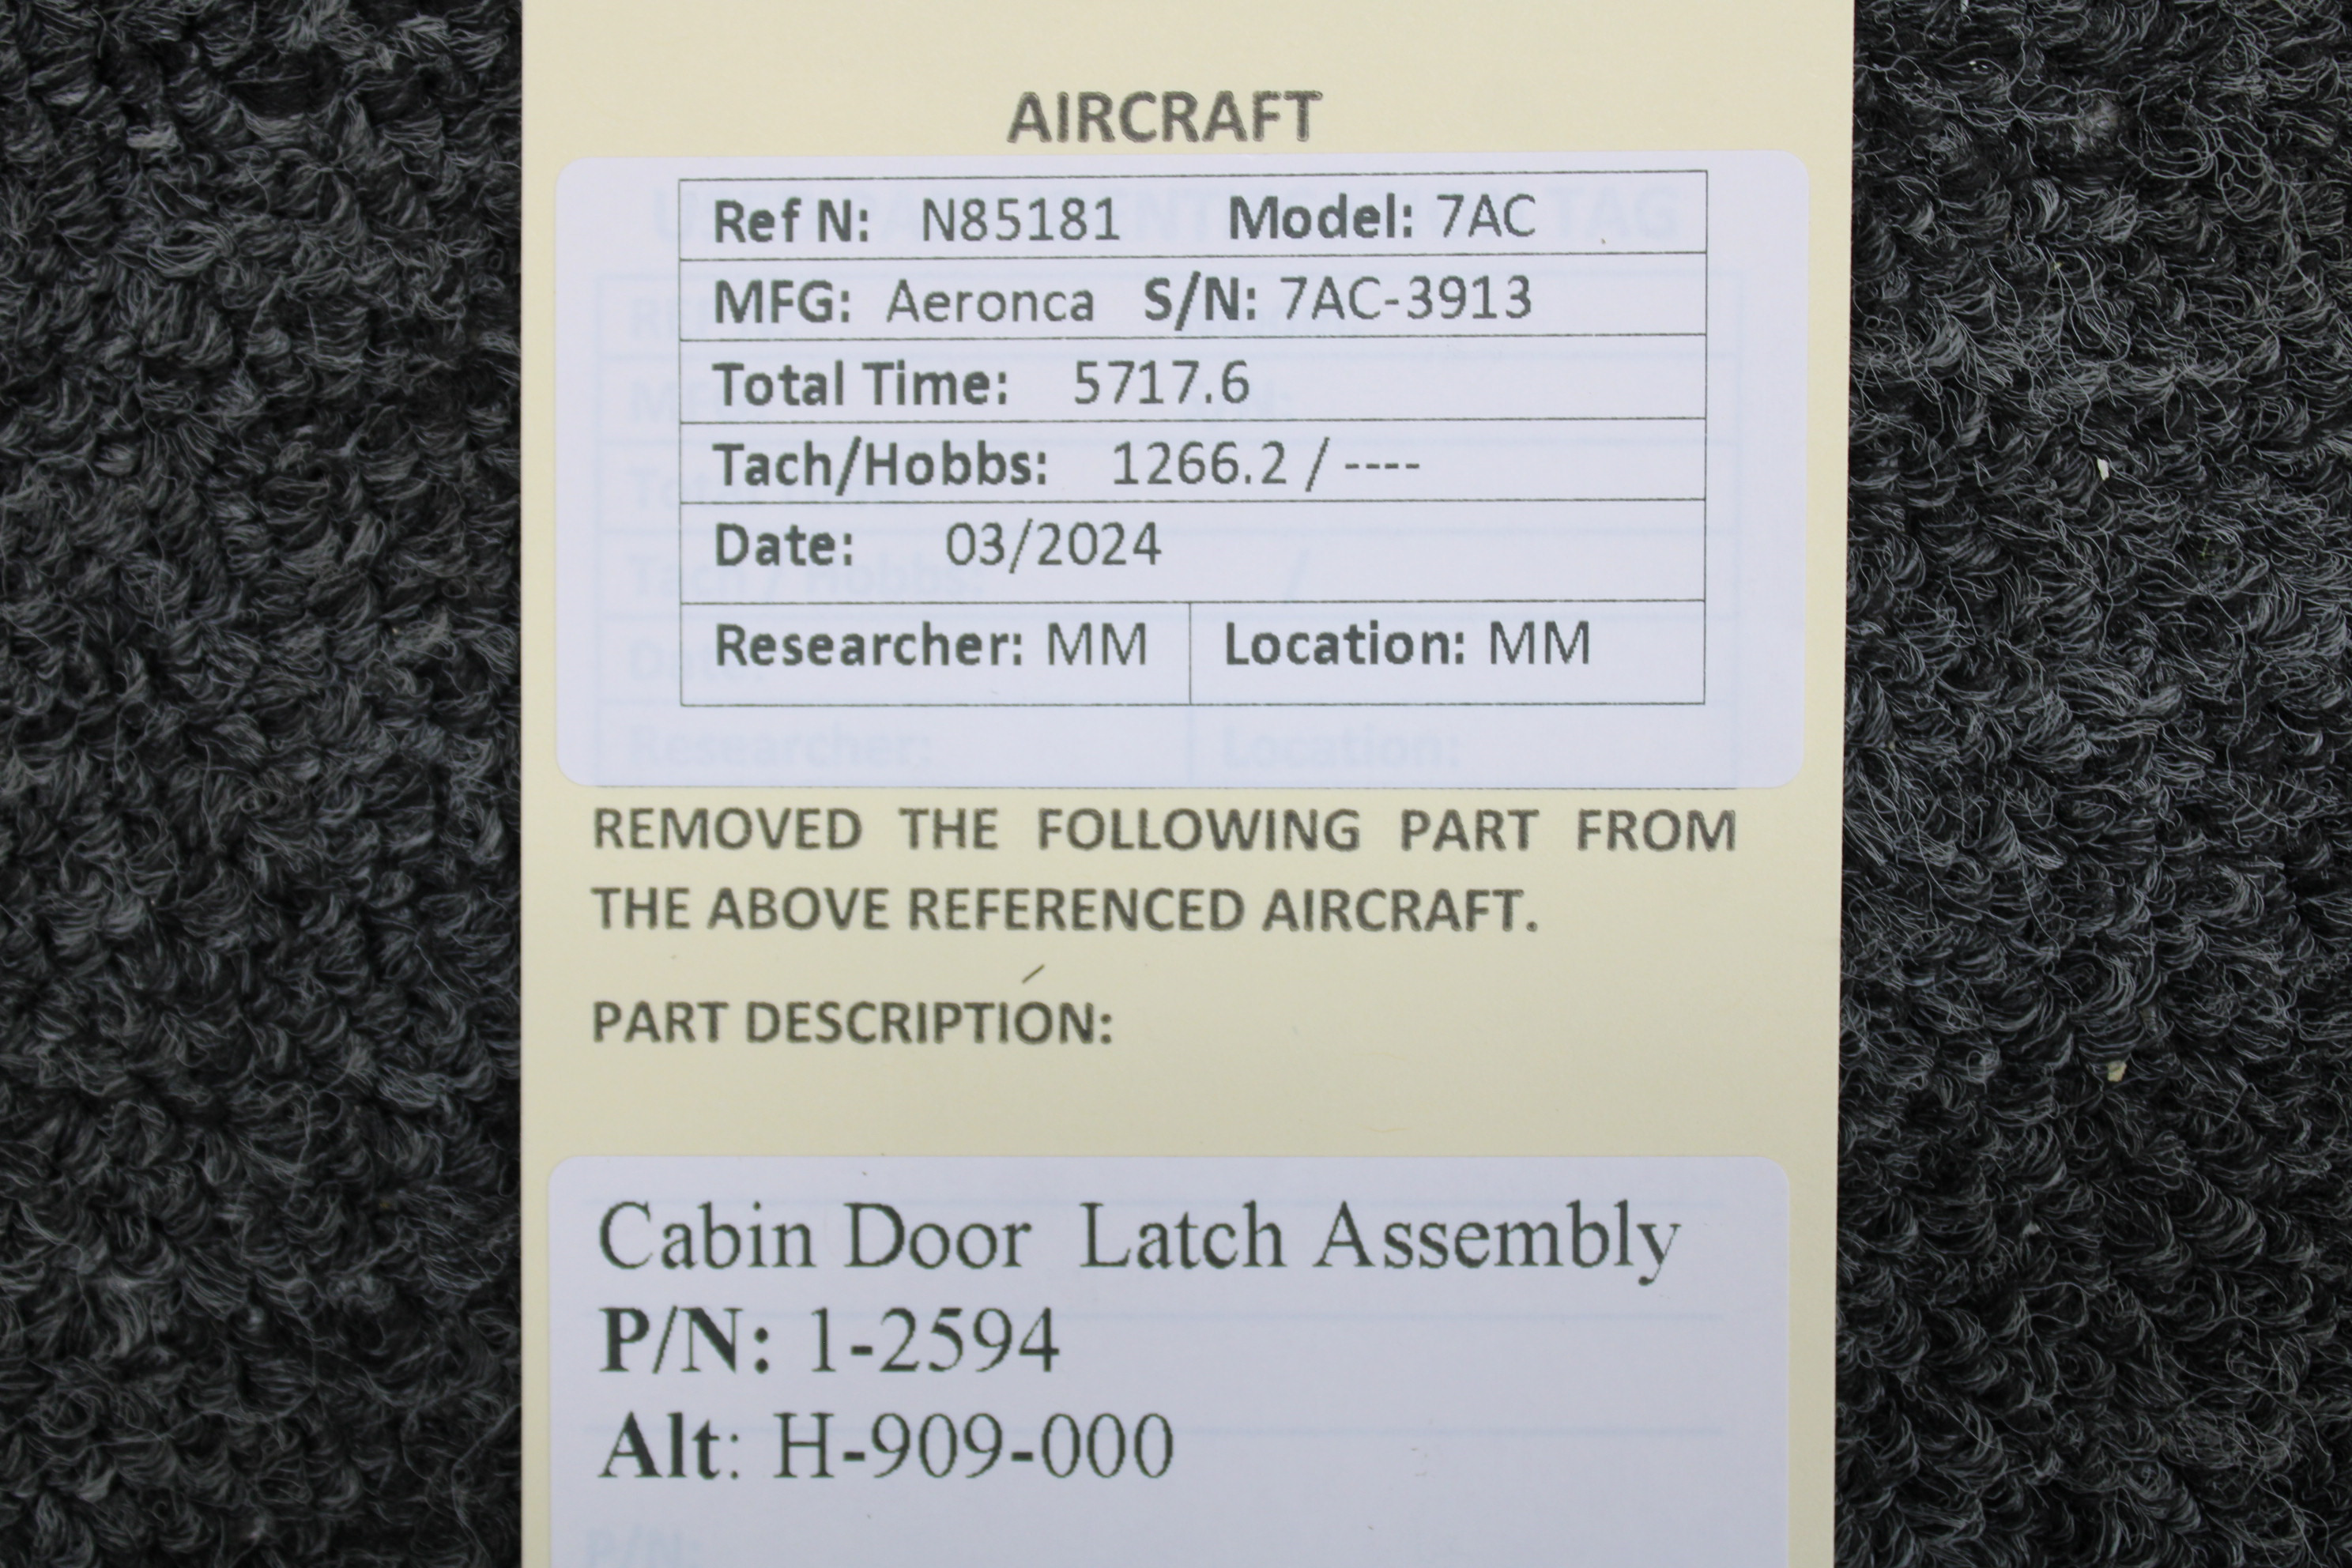 AIRCRAFT
Ref N: N85181 Model: 7AC
MFG: Aeronca S/N: 7AC-3913
Total Time: 5717.6
Tach/Hobbs: 1266.2 / ----
Date: 03/2024
Researcher: MM Location: MM
Researcher: Location:
REMOVED THE FOLLOWING PART FROM
THE ABOVE REFERENCED AIRCRAFT.
PART DESCRIPTION:
Cabin Door Latch Assembly
P/N: 1-2594
Alt: H-909-000
P/N: